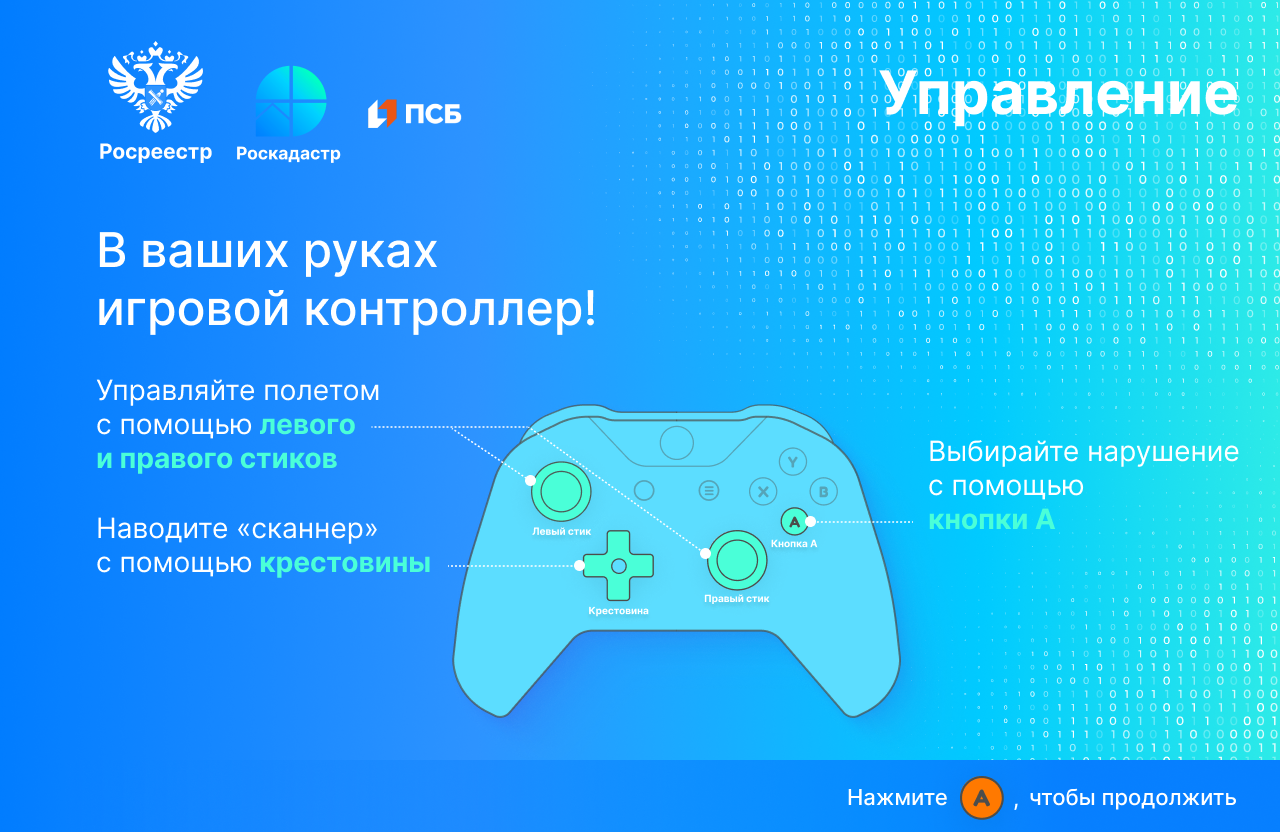 Росреестр
Роскадастр
ПСБ
Управление
В ваших руках
игровой контроллер!
Управляйте полетом
с помощью левого
и правого стиков
Наводите «сканнер»
с помощью крестовины
Выбирайте нарушение
с помощью
кнопки А
Y
X
B
A
Левый стик
Кнопка А
Правый стик
Крестовина
Нажмите A , чтобы продолжить